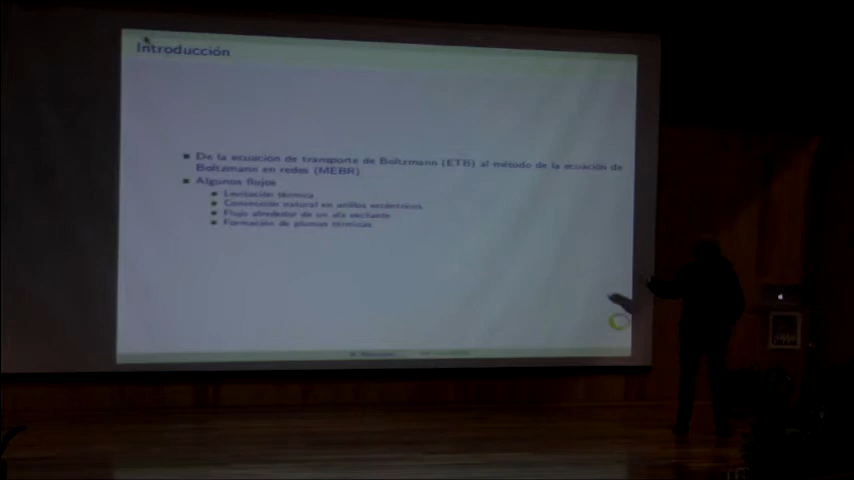 Introducción
De la ecuación de transporte de Boltzmann (ETB) al método de la ecuación de
Boltzmann en redes (MEBR)
Algunos flujos
Levitación térmica
Convección natural en anillos excéntricos
Flujo alrededor de un ala oscilante
Formación de plumas térmicas